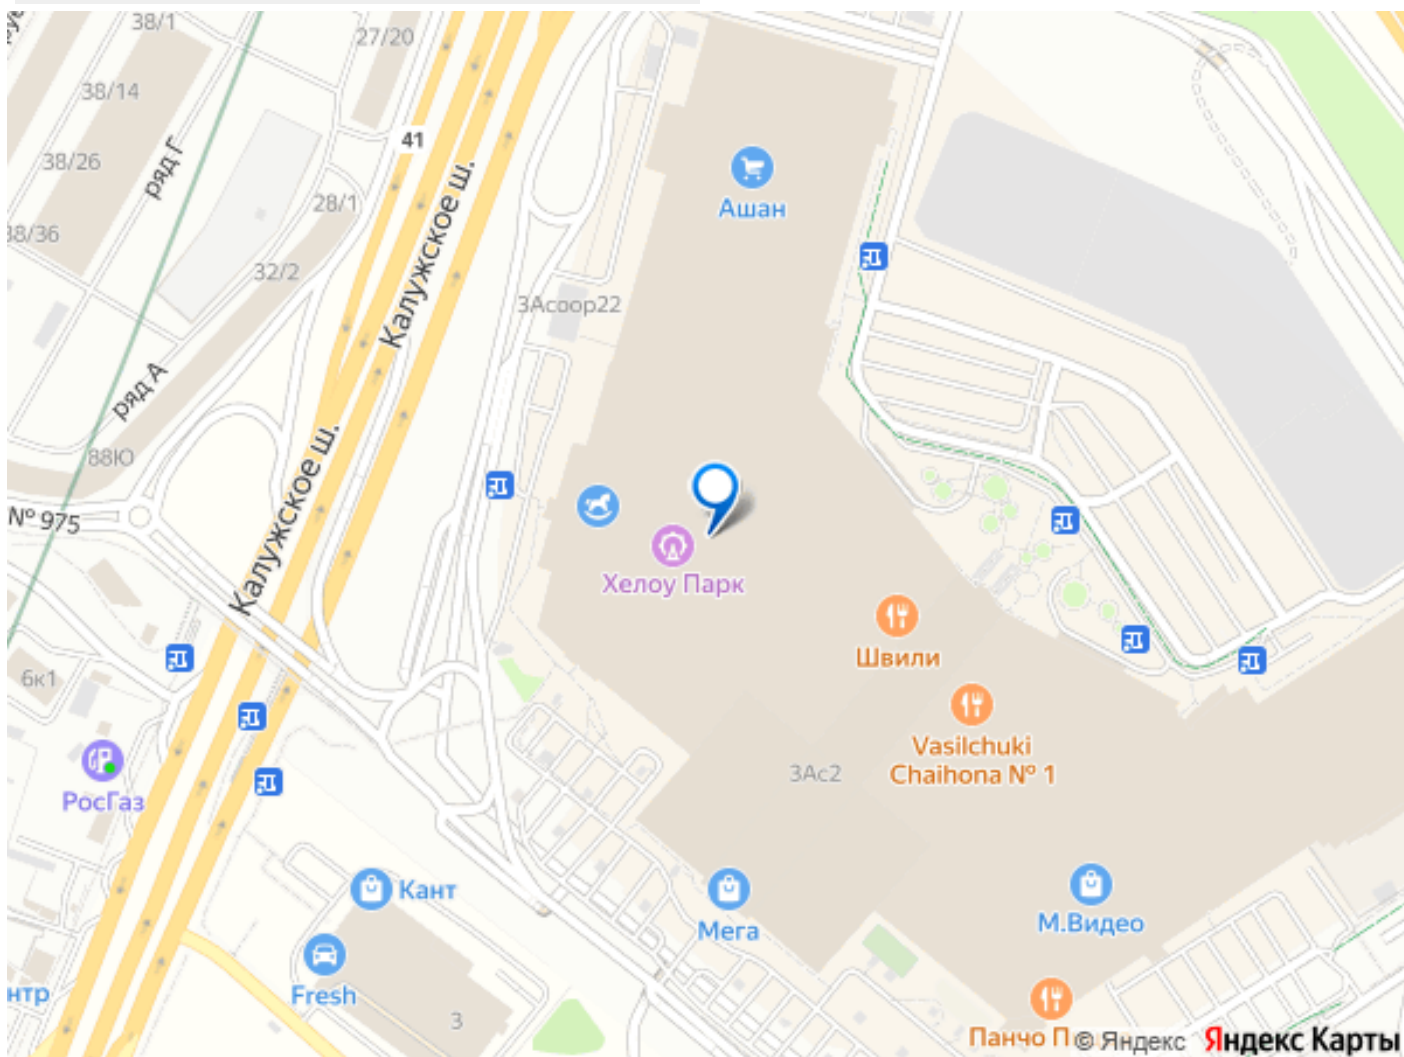 38/1
27/20
38/14
41
ряд Г
38/26
28/1
38/36
Калужское ш.
32/2
Ашан
3Асоор22
ряд А
88Ю
Калужское ш.
№ 975
Хелоу Парк
Швили
6к1
Vasilchuki
Chaihona № 1
3Ас2
РосГаз
Кант
Мега
М.Видео
Fresh
нтр
3
Панчо П
© Яндекс
Яндекс Карты